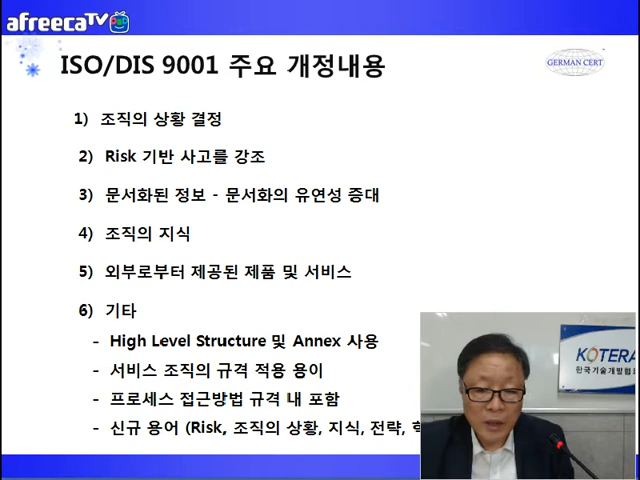 afreecaTV
ISO/DIS 9001 주요 개정내용
GERMAN CERT
1) 조직의 상황 결정
2) Risk 기반 사고를 강조
3) 문서화된 정보 - 문서화의 유연성 증대
4) 조직의 지식
5) 외부로부터 제공된 제품 및 서비스
6) 기타
- High Level Structure 및 Annex 사용
- 서비스 조직의 규격 적용 용이
- 프로세스 접근방법 규격 내 포함
- 신규 용어 (Risk, 조직의 상황, 지식, 전략,
KOTERA
한국기술개발협회